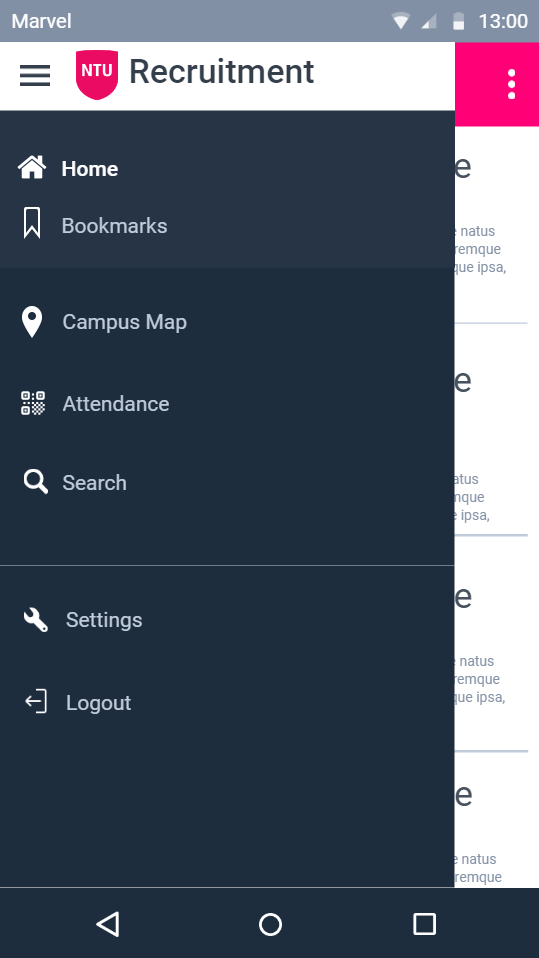 Marvel 13:00
NTU Recruitment
Home
Bookmarks
Campus Map
Attendance
Search
Settings
Logout
e
natus
remque
que ipsa,
e
atus
mque
e ipsa,
e
natus
remque
que ipsa,
e
e natus
remque